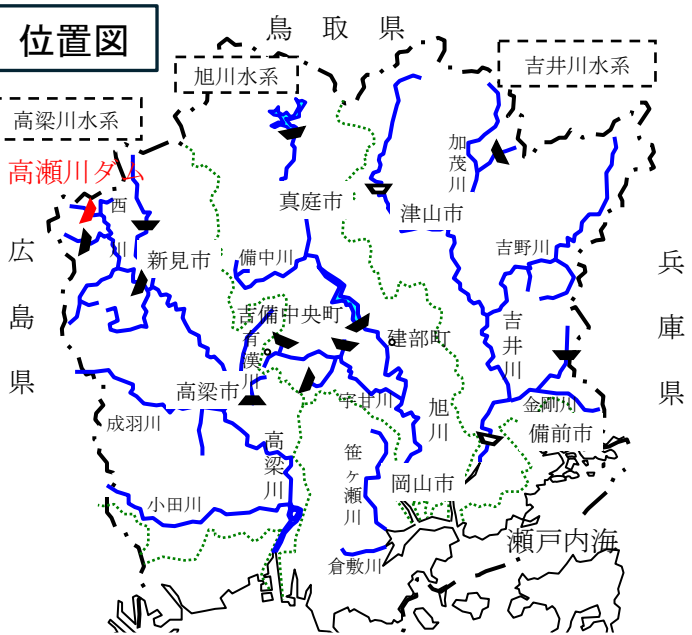 位置図
鳥取県
旭川水系
吉井川水系
高梁川水系
高瀬川ダム
西川
加茂川
真庭市
津山市
広島県
新見市
備中川
吉野川
兵庫県
吉備中央町
建部町
有漢川
吉井川
高梁市
宇甘川
旭川
金剛川
成羽川
備前市
高梁川
笹ヶ瀬川
岡山市
小田川
瀬戸内海
倉敷川